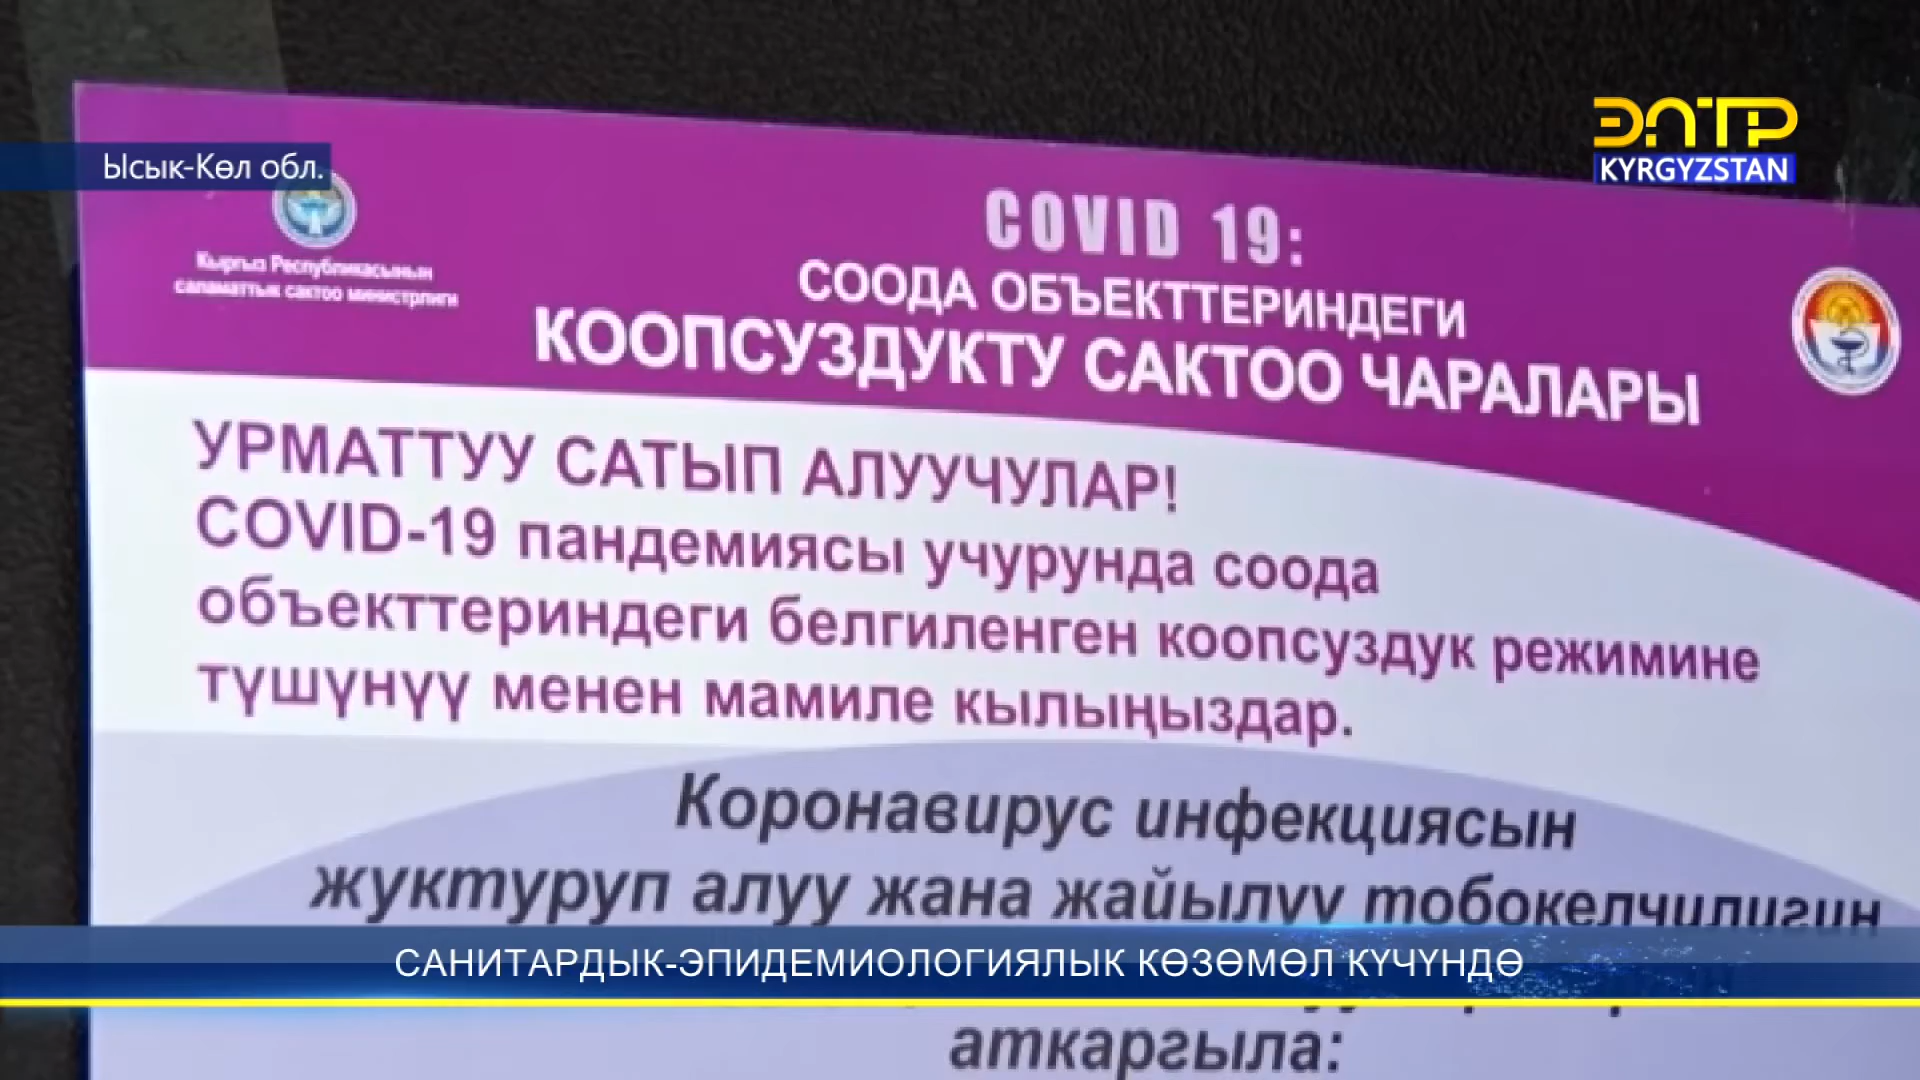 ЭЛТР
KYRGYZSTAN
Ысык-Көл обл.
Кыргыз Республикасынын
саламаттык сактоо министрлиги
COVID 19:
СООДА ОБЪЕКТТЕРИНДЕГИ
КООПСУЗДУКТУ САКТОО ЧАРАЛАРЫ
УРМАТТУУ САТЫП АЛУУЧУЛАР!
COVID-19 пандемиясы учурунда соода
объекттериндеги белгиленген коопсуздук режимине
түшүнүү менен мамиле кылыңыздар.
Коронавирус инфекциясын
жуктуруп алуу жана жайылуу тобокелчилигин
САНИТАРДЫК-ЭПИДЕМИОЛОГИЯЛЫК КӨЗӨМӨЛ КҮЧҮНДӨ
аткаргыла: